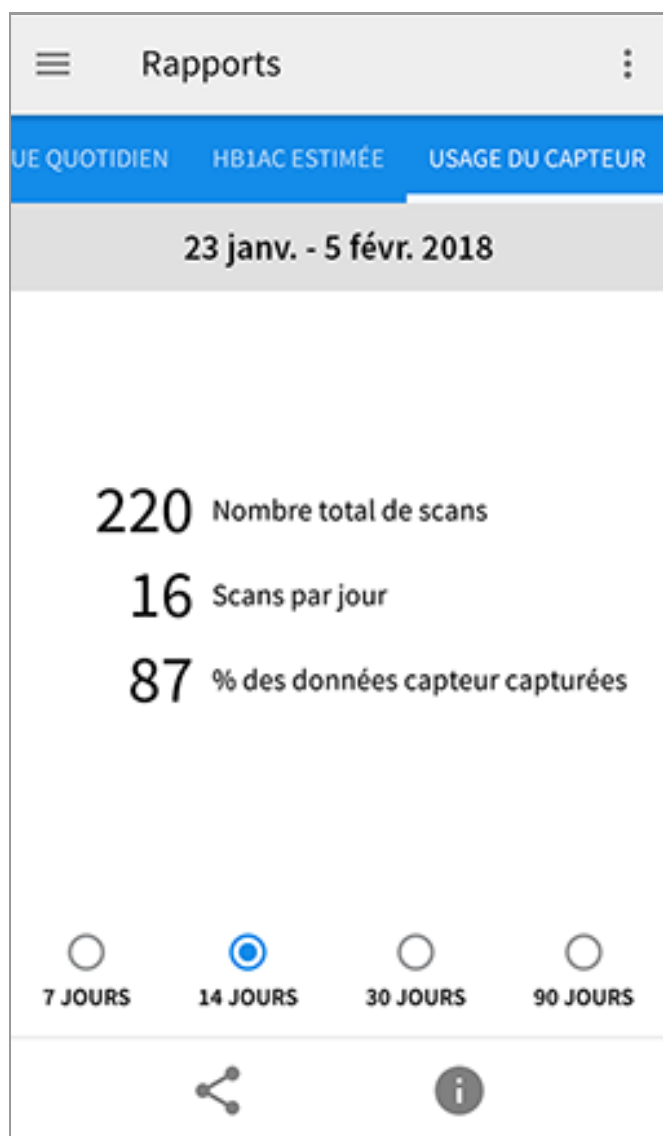 Rapports
UE QUOTIDIEN HB1AC ESTIMÉE USAGE DU CAPTEUR
23 janv. - 5 févr. 2018
220 Nombre total de scans
16 Scans par jour
87 % des données capteur capturées
7 JOURS 14 JOURS 30 JOURS 90 JOURS